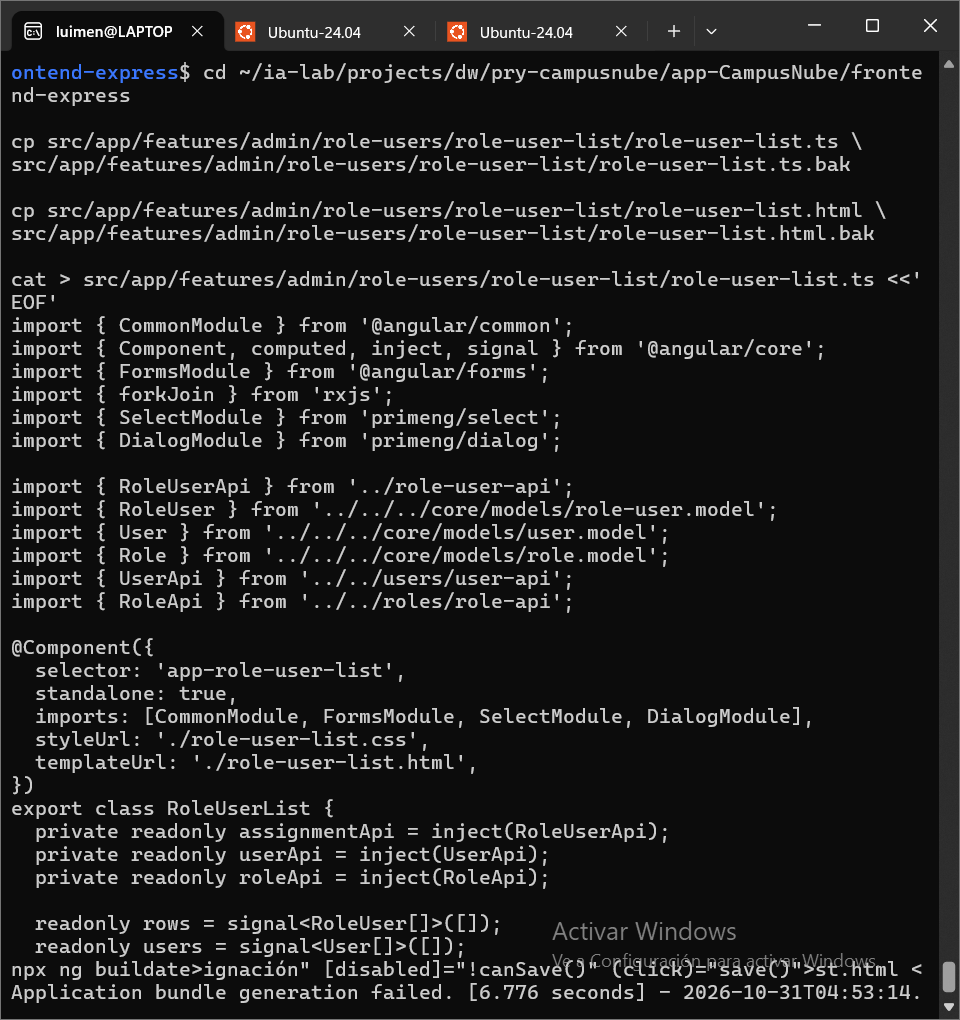 luimen@LAPTOP
Ubuntu-24.04
Ubuntu-24.04
ontend-express$ cd ~/ia-lab/projects/dw/pry-campusnube/app-CampusNube/fronte
nd-express
cp src/app/features/admin/role-users/role-user-list/role-user-list.ts \
src/app/features/admin/role-users/role-user-list/role-user-list.ts.bak
cp src/app/features/admin/role-users/role-user-list/role-user-list.html \
src/app/features/admin/role-users/role-user-list/role-user-list.html.bak
cat > src/app/features/admin/role-users/role-user-list/role-user-list.ts <<'
EOF'
import { CommonModule } from '@angular/common';
import { Component, computed, inject, signal } from '@angular/core';
import { FormsModule } from '@angular/forms';
import { forkJoin } from 'rxjs';
import { SelectModule } from 'primeng/select';
import { DialogModule } from 'primeng/dialog';
import { RoleUserApi } from '../role-user-api';
import { RoleUser } from '../../../core/models/role-user.model';
import { User } from '../../../core/models/user.model';
import { Role } from '../../../core/models/role.model';
import { UserApi } from '../../users/user-api';
import { RoleApi } from '../../roles/role-api';
@Component({
  selector: 'app-role-user-list',
  standalone: true,
  imports: [CommonModule, FormsModule, SelectModule, DialogModule],
  styleUrl: './role-user-list.css',
  templateUrl: './role-user-list.html',
})
export class RoleUserList {
  private readonly assignmentApi = inject(RoleUserApi);
  private readonly userApi = inject(UserApi);
  private readonly roleApi = inject(RoleApi);
  readonly rows = signal<RoleUser[]>([]);
  readonly users = signal<User[]>([]);
Activar Windows
Ve a Configuración para activar Windows.
npx ng buildate>ignación" [disabled]="!canSave()" (click)="save()">st.html <
Application bundle generation failed. [6.776 seconds] - 2026-10-31T04:53:14.